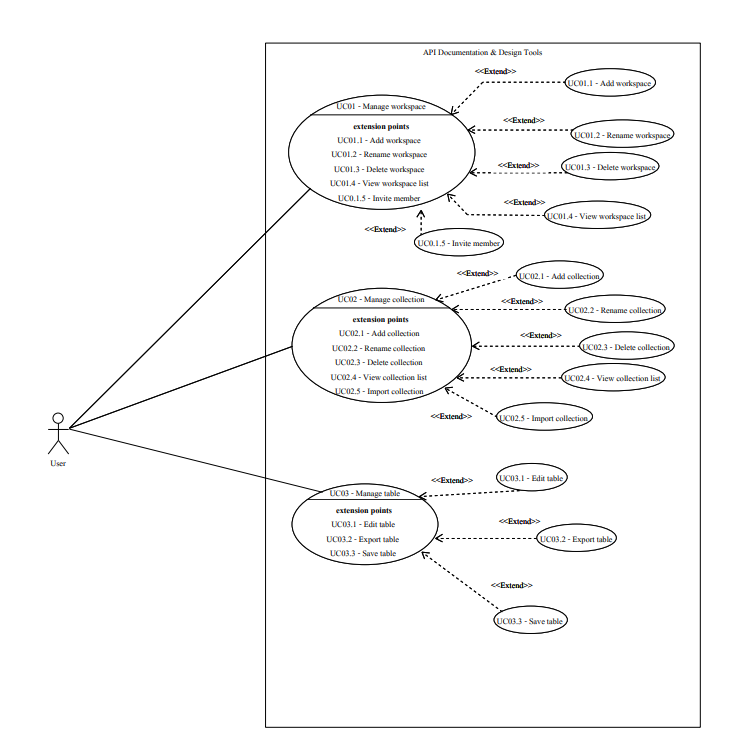 API Documentation & Design Tools
<<Extend>>
UC01.1 - Add workspace
UC01 - Manage workspace
extension points
UC01.1 - Add workspace
UC01.2 - Rename workspace
UC01.3 - Delete workspace
UC01.4 - View workspace list
UC0.1.5 - Invite member
<<Extend>>
UC01.2 - Rename workspace
<<Extend>>
UC01.3 - Delete workspace
<<Extend>>
UC01.4 - View workspace list
<<Extend>>
UC0.1.5 - Invite member
<<Extend>>
UC02.1 - Add collection
UC02 - Manage collection
extension points
UC02.1 - Add collection
UC02.2 - Rename collection
UC02.3 - Delete collection
UC02.4 - View collection list
UC02.5 - Import collection
<<Extend>>
UC02.2 - Rename collection
<<Extend>>
UC02.3 - Delete collection
<<Extend>>
UC02.4 - View collection list
<<Extend>>
UC02.5 - Import collection
User
UC03 - Manage table
extension points
UC03.1 - Edit table
UC03.2 - Export table
UC03.3 - Save table
<<Extend>>
UC03.1 - Edit table
<<Extend>>
UC03.2 - Export table
<<Extend>>
UC03.3 - Save table